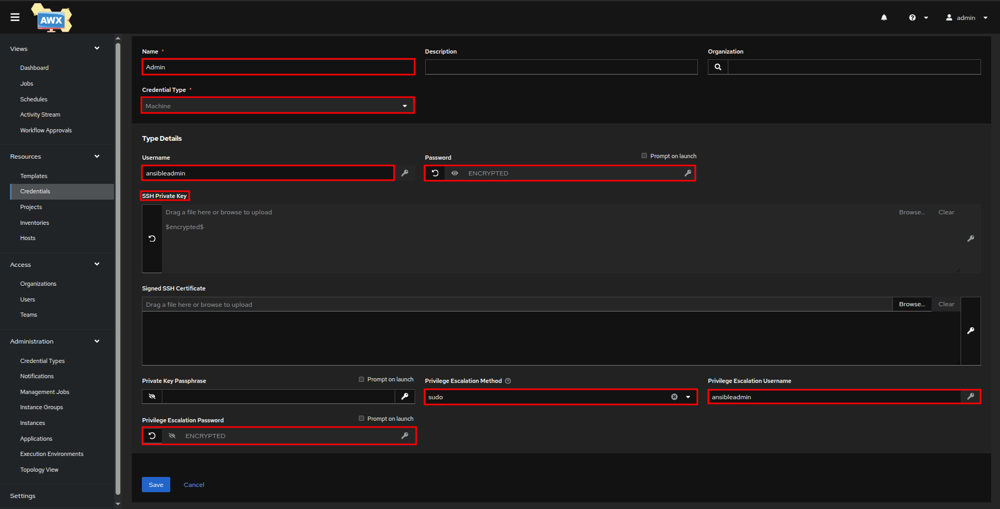 AWX
admin
Views
Dashboard
Jobs
Schedules
Activity Stream
Workflow Approvals
Resources
Templates
Credentials
Projects
Inventories
Hosts
Access
Organizations
Users
Teams
Administration
Credential Types
Notifications
Management Jobs
Instance Groups
Instances
Applications
Execution Environments
Topology View
Settings
Name * Description Organization
Admin
Credential Type *
Machine
Type Details
Username Password Prompt on launch
ansibleadmin ENCRYPTED
SSH Private Key
Drag a file here or browse to upload Browse... Clear
$encrypted$
Signed SSH Certificate
Drag a file here or browse to upload Browse... Clear
Private Key Passphrase Prompt on launch Privilege Escalation Method Privilege Escalation Username
sudo ansibleadmin
Privilege Escalation Password Prompt on launch
ENCRYPTED
Save Cancel